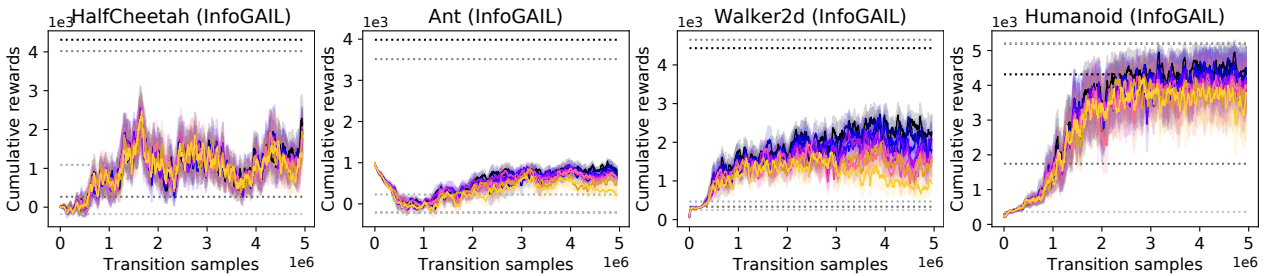 HalfCheetah (InfoGAIL)
1e3
Cumulative rewards
4
3
2
1
0
0 1 2 3 4 5
Transition samples
1e6
Ant (InfoGAIL)
1e3
Cumulative rewards
4
3
2
1
0
0 1 2 3 4 5
Transition samples
1e6
Walker2d (InfoGAIL)
1e3
Cumulative rewards
4
3
2
1
0
0 1 2 3 4 5
Transition samples
1e6
Humanoid (InfoGAIL)
1e3
Cumulative rewards
5
4
3
2
1
0
0 1 2 3 4 5
Transition samples
1e6